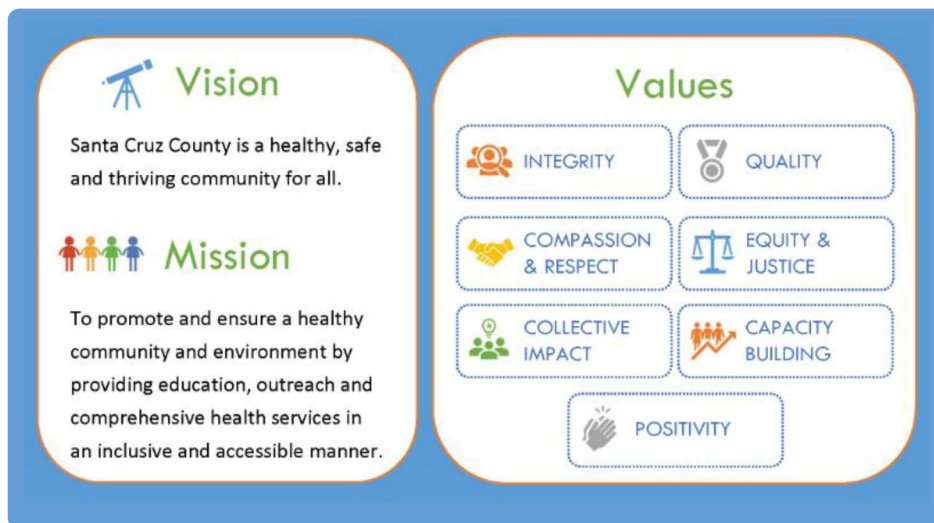 Vision
Santa Cruz County is a healthy, safe
and thriving community for all.
Mission
To promote and ensure a healthy
community and environment by
providing education, outreach and
comprehensive health services in
an inclusive and accessible manner.
Values
INTEGRITY
QUALITY
COMPASSION
& RESPECT
EQUITY &
JUSTICE
COLLECTIVE
IMPACT
CAPACITY
BUILDING
POSITIVITY